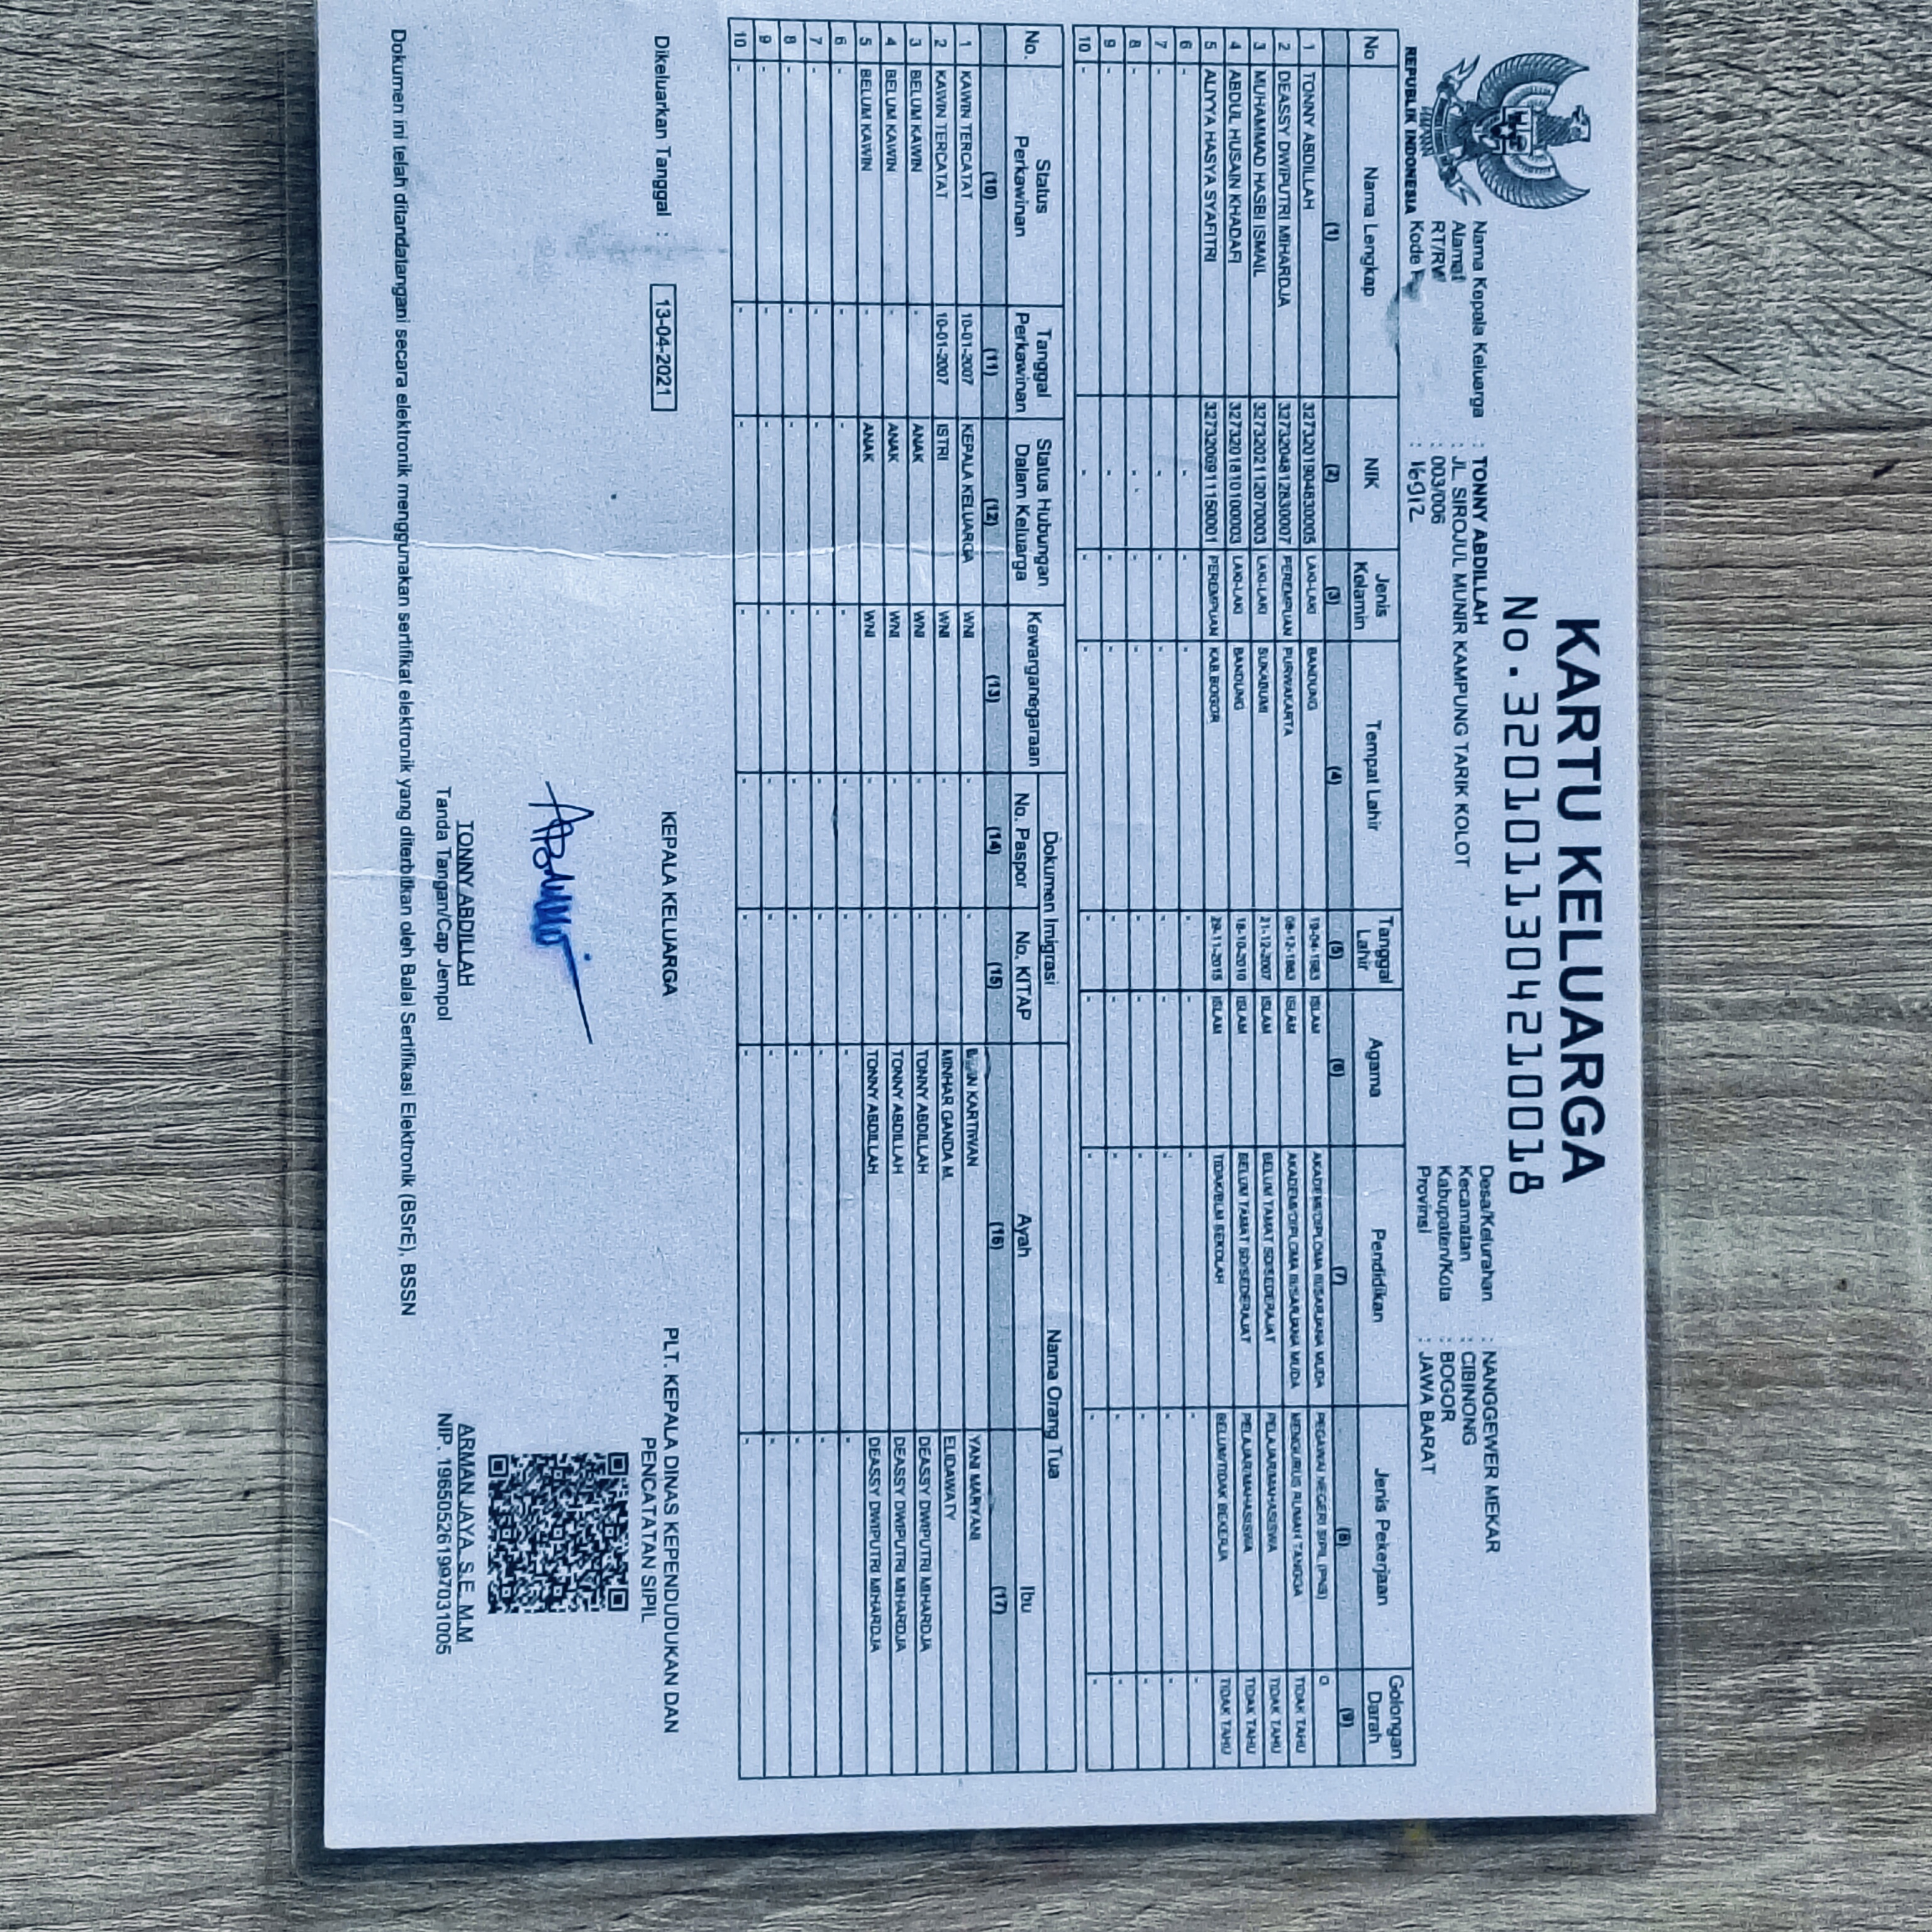 KARTU KELUARGA
No. 3201011304210018
REPUBLIK INDONESIA
Nama Kepala Keluarga : TONNY ABDILLAH
Alamat : JL. SIROJUL MUNIR KAMPUNG TARIK KOLOT
RT/RW : 003/006
Kode : 16912
Desa/Kelurahan : NANGGEWER MEKAR
Kecamatan : CIBINONG
Kabupaten/Kota : BOGOR
Provinsi : JAWA BARAT
No Nama Lengkap NIK Jenis Kelamin Tempat Lahir Tanggal Lahir Agama Pendidikan Jenis Pekerjaan Golongan Darah
(1) (2) (3) (4) (5) (6) (7) (8) (9)
1 TONNY ABDILLAH 3273201904830005 LAKI-LAKI BANDUNG 19-04-1983 ISLAM AKADEMI/DIPLOMA III/SARJANA MUDA PEGAWAI NEGERI SIPIL (PNS) O
2 DEASSY DWIPUTRI MIHARDJA 3273204812830007 PEREMPUAN PURWAKARTA 08-12-1983 ISLAM AKADEMI/DIPLOMA III/SARJANA MUDA MENGURUS RUMAH TANGGA TIDAK TAHU
3 MUHAMMAD HASBI ISMAIL 3273202112070003 LAKI-LAKI SUKABUMI 21-12-2007 ISLAM BELUM TAMAT SD/SEDERAJAT PELAJAR/MAHASISWA TIDAK TAHU
4 ABDUL HUSAIN KHADAFI 3273201810100003 LAKI-LAKI BANDUNG 18-10-2010 ISLAM BELUM TAMAT SD/SEDERAJAT PELAJAR/MAHASISWA TIDAK TAHU
5 ALIYYA HASYA SYAFITRI 3273206911150001 PEREMPUAN KAB.BOGOR 29-11-2015 ISLAM TIDAK/BLM SEKOLAH BELUM/TIDAK BEKERJA TIDAK TAHU
6 - - - - - - - - -
7 - - - - - - - - -
8 - - - - - - - - -
9 - - - - - - - - -
10 - - - - - - - - -
No. Status Perkawinan Tanggal Perkawinan Status Hubungan Dalam Keluarga Kewarganegaraan Dokumen Imigrasi No. Paspor No. KITAP Nama Orang Tua Ayah Ibu
(10) (11) (12) (13) (14) (15) (16) (17)
1 KAWIN TERCATAT 10-01-2007 KEPALA KELUARGA WNI - - KARTIWAN YANI MARYANI
2 KAWIN TERCATAT 10-01-2007 ISTRI WNI - - MINHAR GANDA M. ELIDAWATY
3 BELUM KAWIN - ANAK WNI - - TONNY ABDILLAH DEASSY DWIPUTRI MIHARDJA
4 BELUM KAWIN - ANAK WNI - - TONNY ABDILLAH DEASSY DWIPUTRI MIHARDJA
5 BELUM KAWIN - ANAK WNI - - TONNY ABDILLAH DEASSY DWIPUTRI MIHARDJA
6 - - - - - - - -
7 - - - - - - - -
8 - - - - - - - -
9 - - - - - - - -
10 - - - - - - - -
Dikeluarkan Tanggal : 13-04-2021
KEPALA KELUARGA
TONNY ABDILLAH
Tanda Tangan/Cap Jempol
PLT. KEPALA DINAS KEPENDUDUKAN DAN
PENCATATAN SIPIL
ARMAN JAYA, S.E, M.M
NIP. 196505261997031005
Dokumen ini telah ditandatangani secara elektronik menggunakan sertifikat elektronik yang diterbitkan oleh Balai Sertifikasi Elektronik (BSrE), BSSN